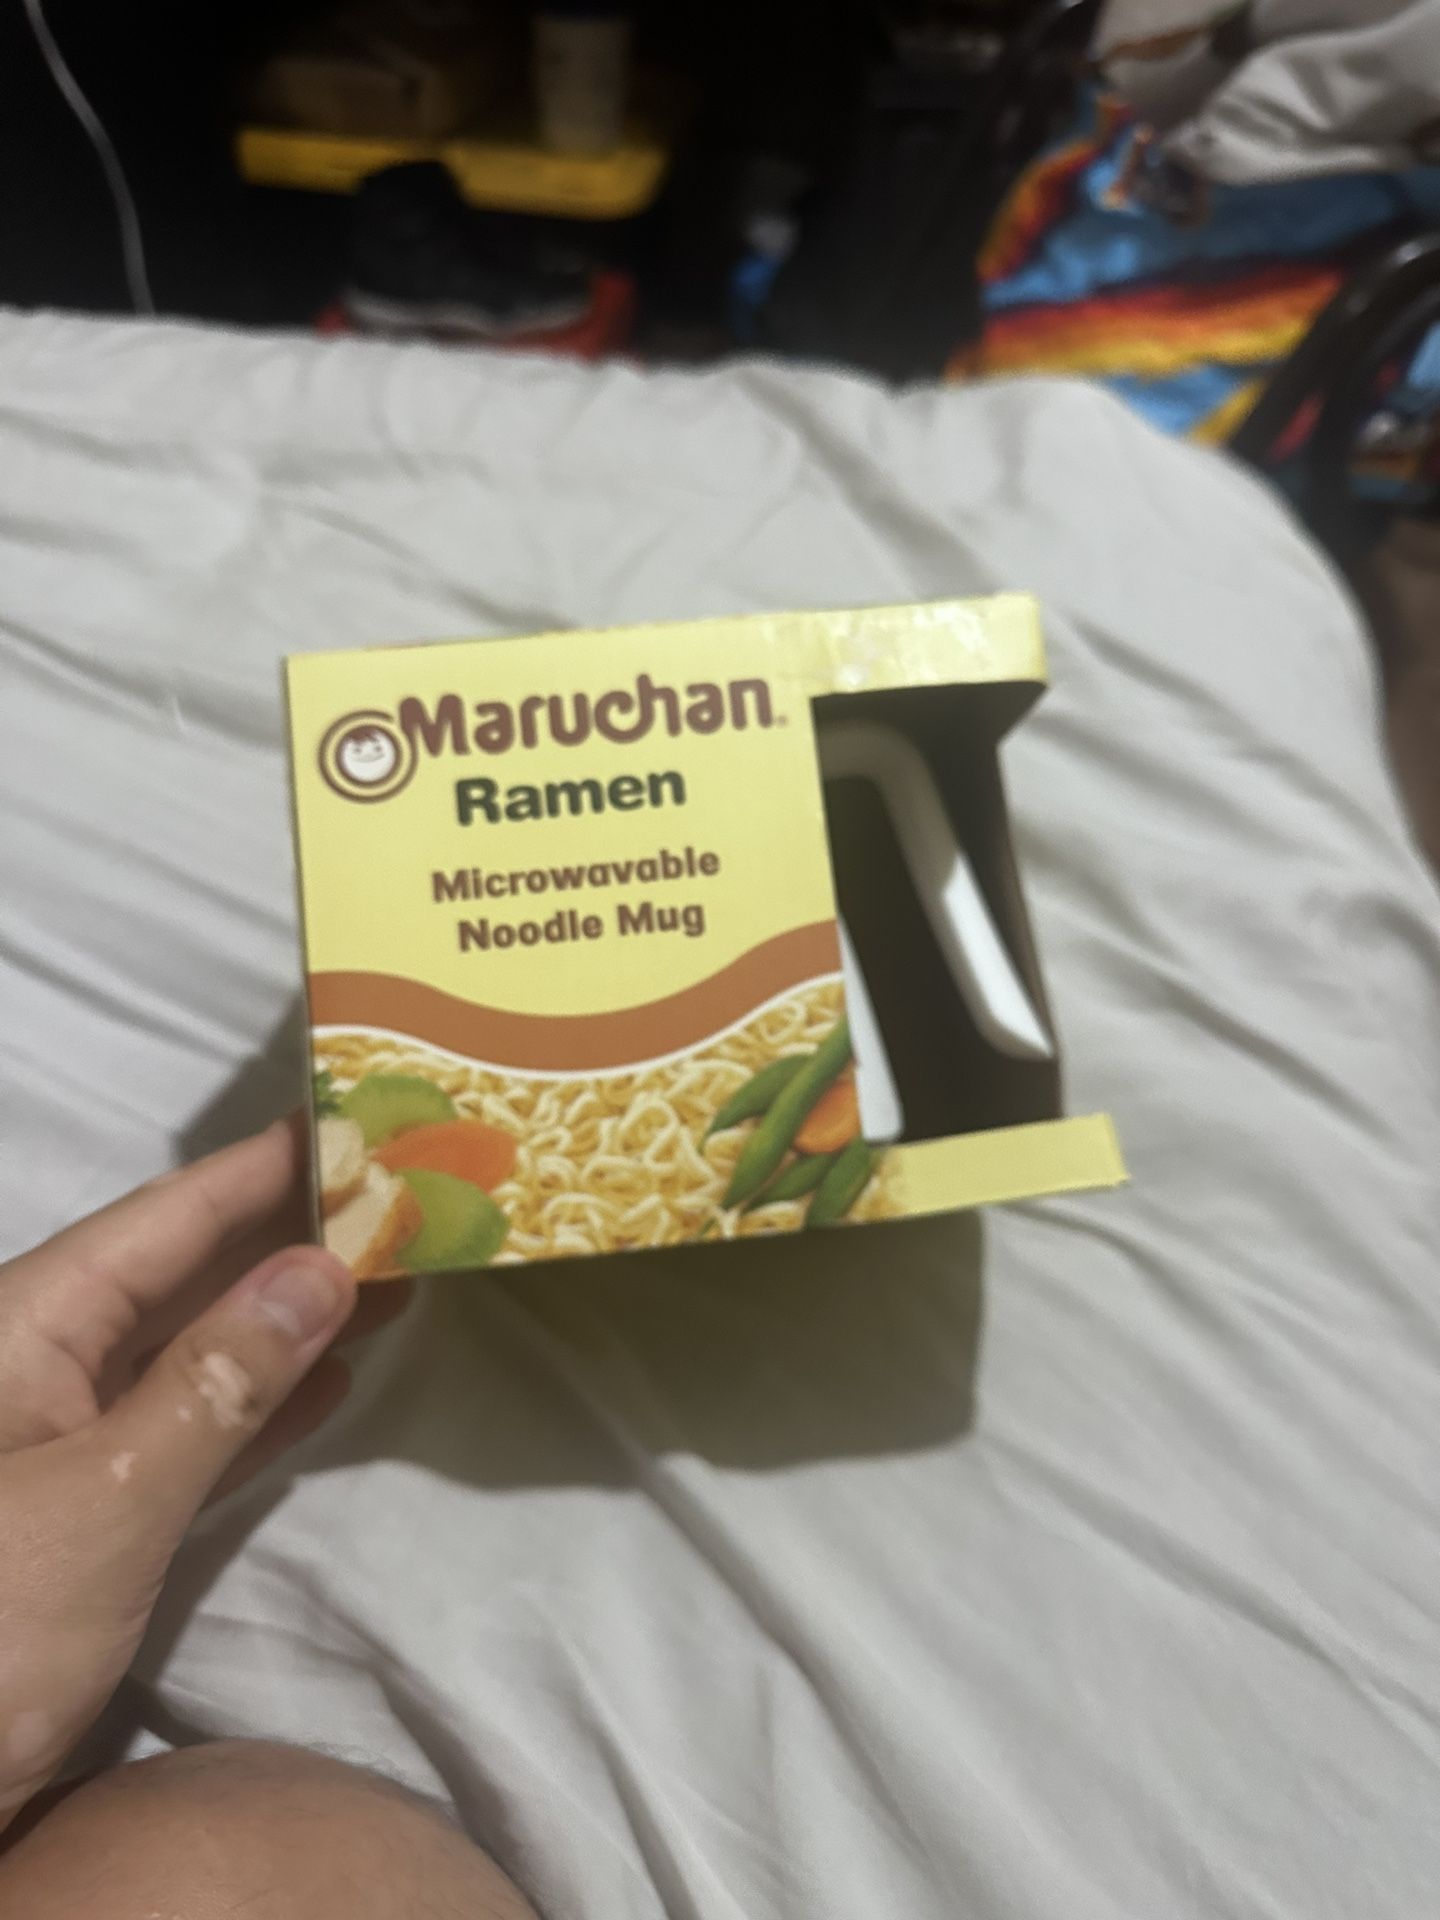 Maruchan.
Ramen
Microwavable
Noodle Mug